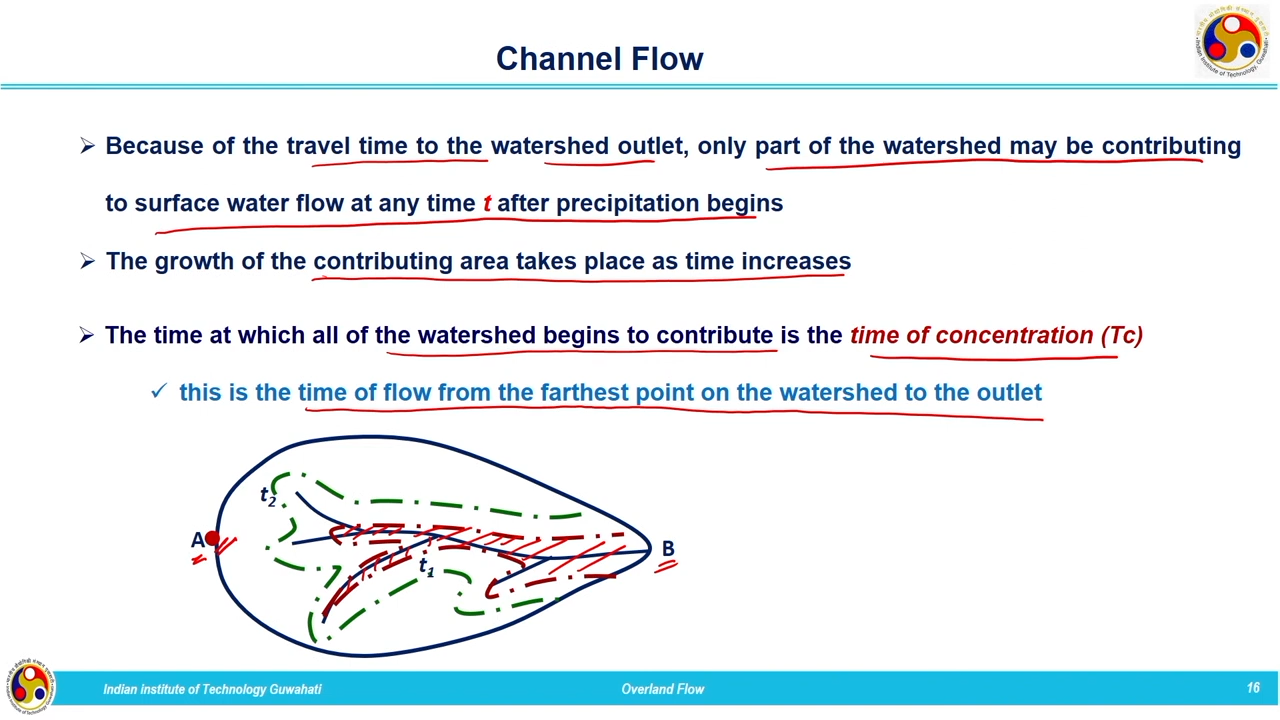 Channel Flow
➢ Because of the travel time to the watershed outlet, only part of the watershed may be contributing
to surface water flow at any time t after precipitation begins
➢ The growth of the contributing area takes place as time increases
➢ The time at which all of the watershed begins to contribute is the time of concentration (Tc)
✓ this is the time of flow from the farthest point on the watershed to the outlet
t2
A
B
t1
Indian institute of Technology Guwahati
Overland Flow
16